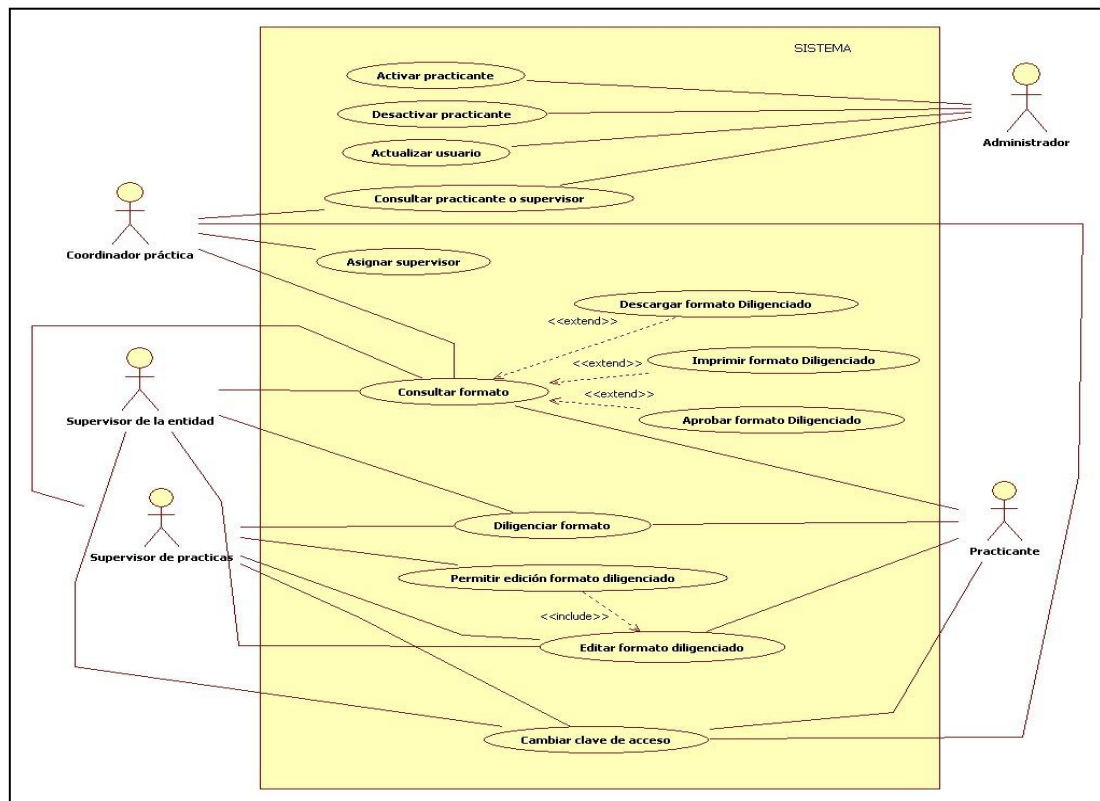 SISTEMA
Activar practicante
Desactivar practicante
Administrador
Actualizar usuario
Consultar practicante o supervisor
Coordinador práctica
Asignar supervisor
Descargar formato Diligenciado
<<extend>>
Imprimir formato Diligenciado
<<extend>>
Consultar formato
<<extend>>
Supervisor de la entidad
Aprobar formato Diligenciado
Diligenciar formato
Supervisor de practicas
Practicante
Permitir edición formato diligenciado
<<include>>
Editar formato diligenciado
Cambiar clave de acceso